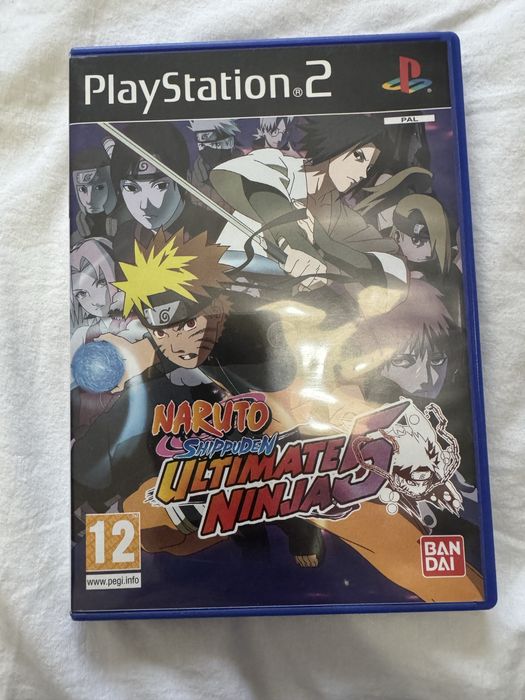 PlayStation®2
PAL
NARUTO
SHIPPUDEN
ULTIMATE
NINJA 5
12
www.pegi.info
BAN
DAI